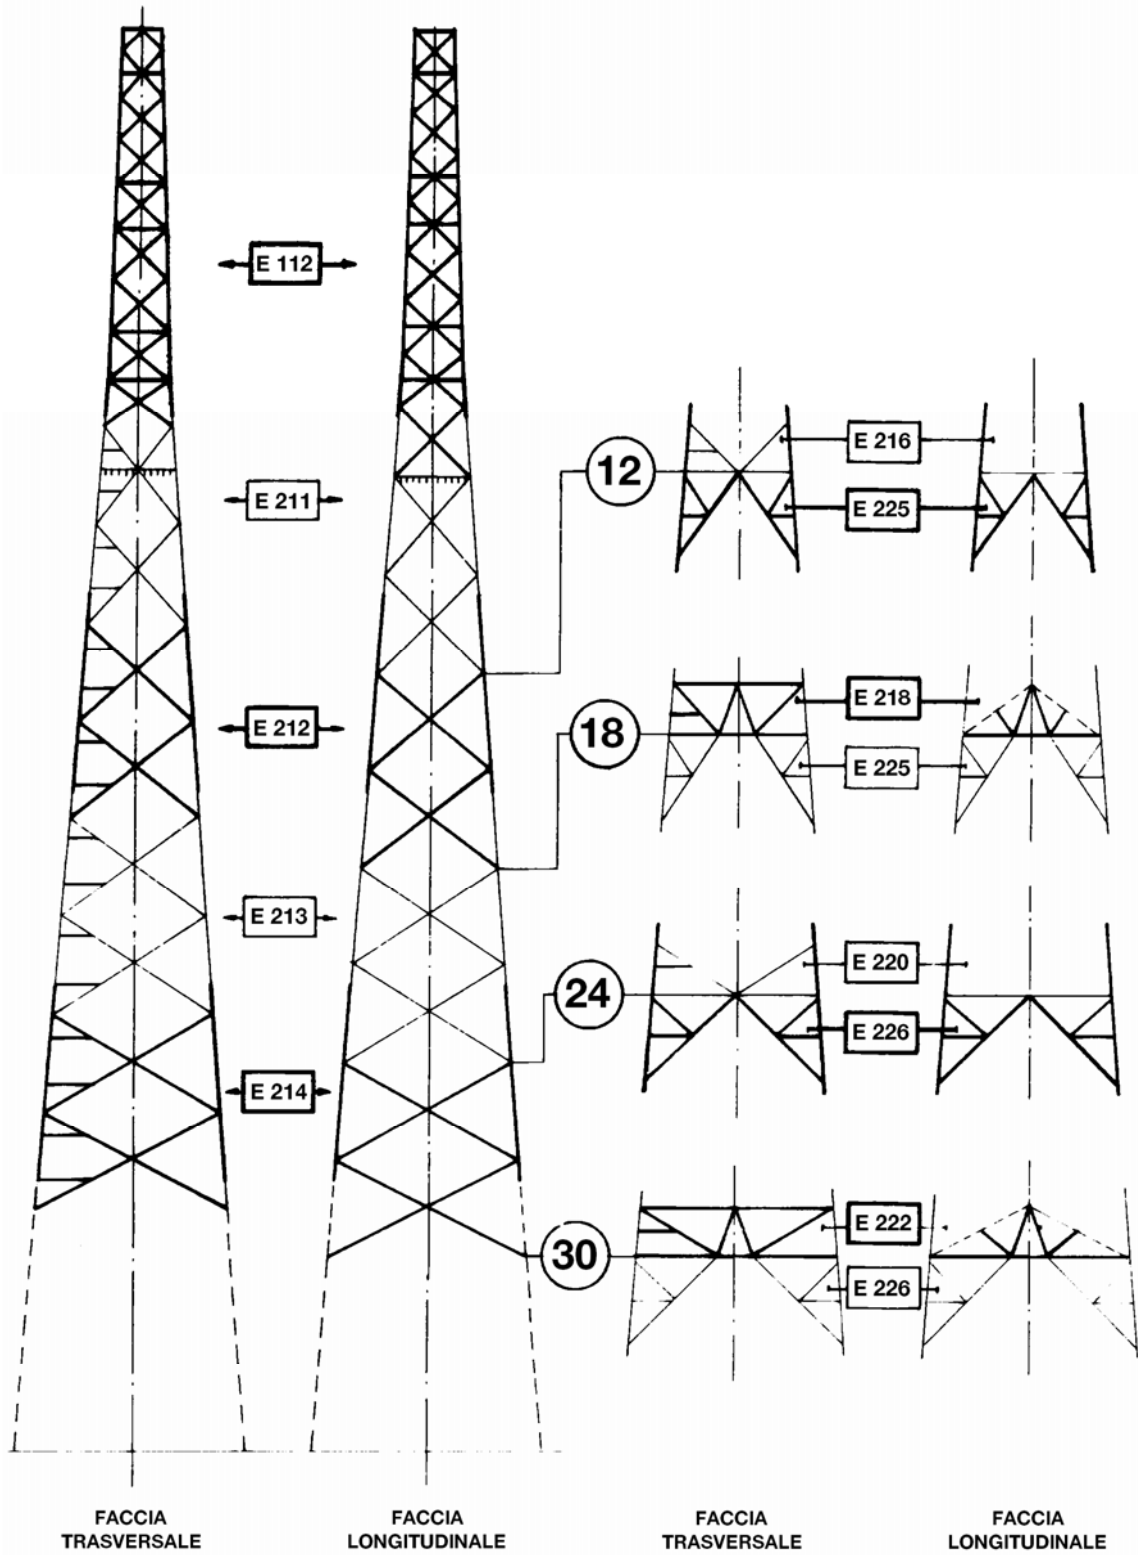 E 112
E 211
12
E 216
E 225
E 212
18
E 218
E 225
E 213
24
E 220
E 226
E 214
30
E 222
E 226
FACCIA
TRASVERSALE
FACCIA
LONGITUDINALE
FACCIA
TRASVERSALE
FACCIA
LONGITUDINALE